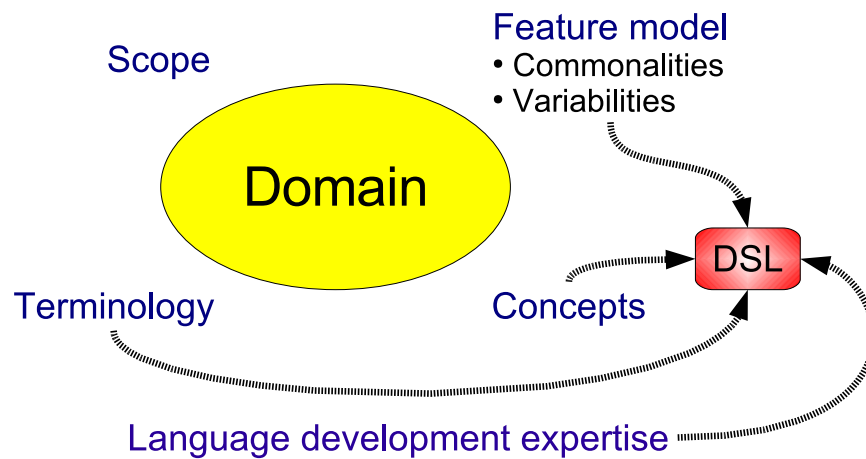 Scope
Feature model
• Commonalities
• Variabilities
Domain
DSL
Terminology
Concepts
Language development expertise